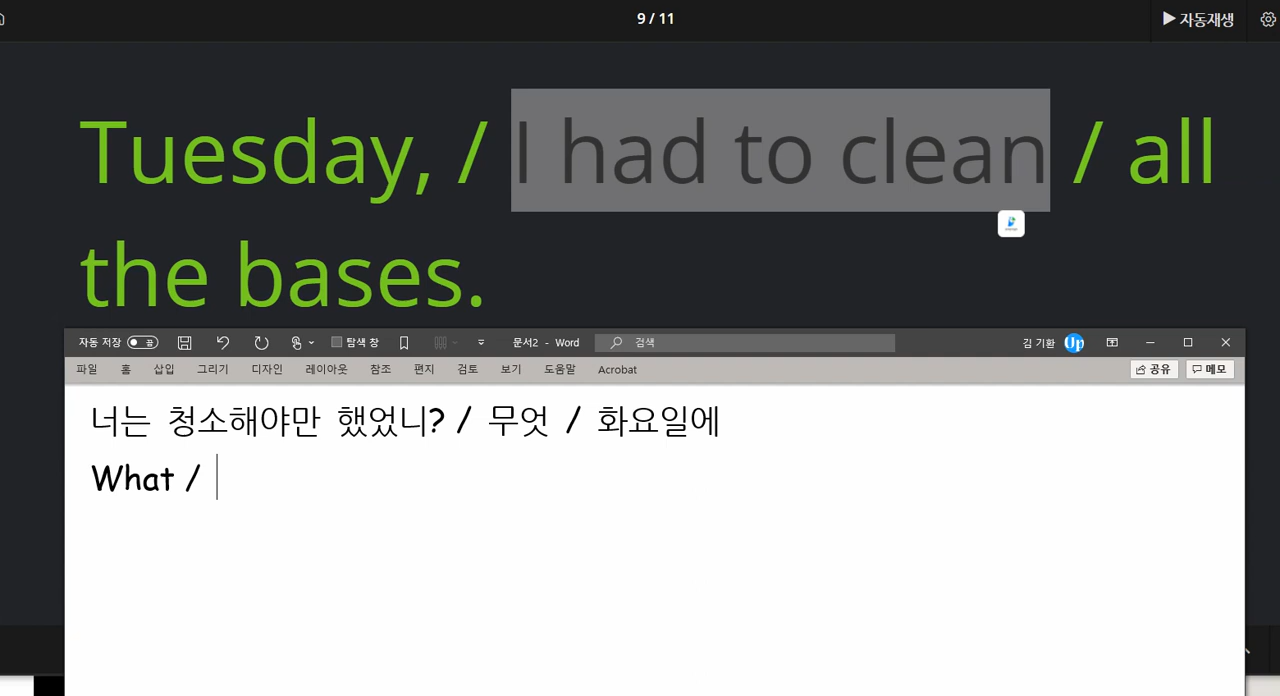 9 / 11
▶ 자동재생
Tuesday, / I had to clean / all
the bases.
자동 저장 끔 탐색 창 문서2 - Word 검색 김 기환 Up
파일 홈 삽입 그리기 디자인 레이아웃 참조 편지 검토 보기 도움말 Acrobat 공유 메모
너는 청소해야만 했었니? / 무엇 / 화요일에
What /